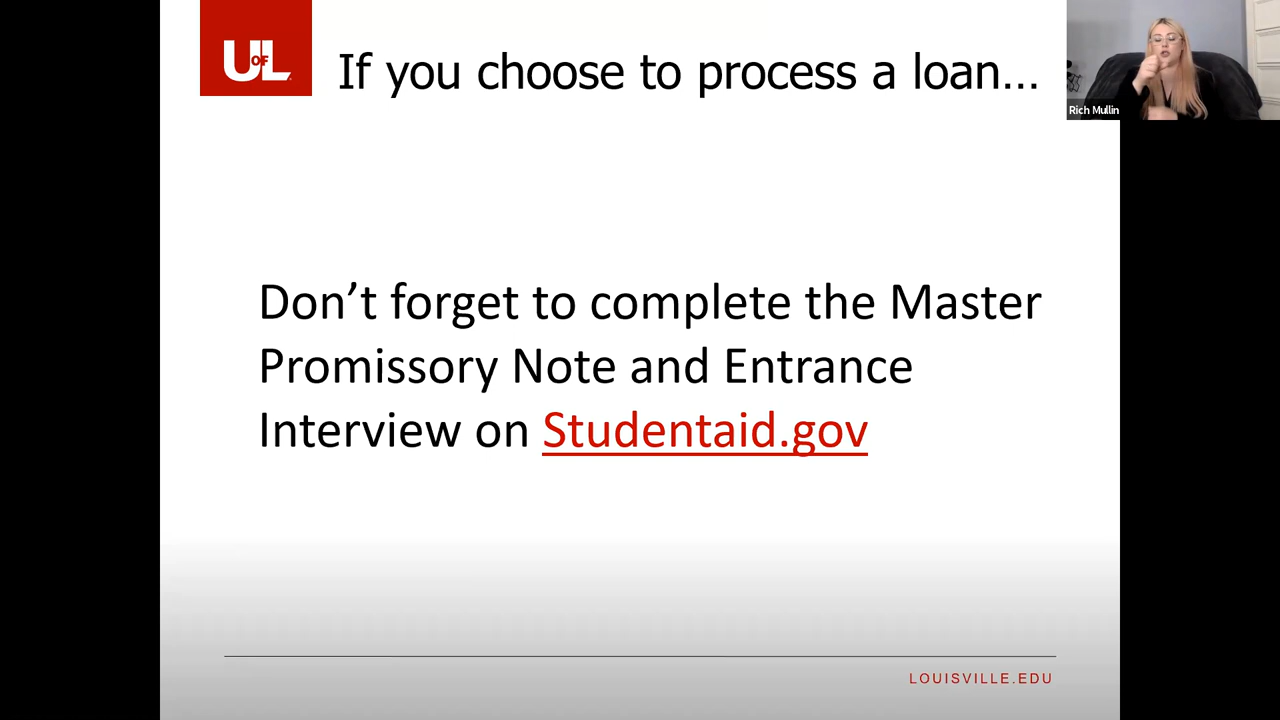 UofL
If you choose to process a loan...
Rich Mullin
Don't forget to complete the Master
Promissory Note and Entrance
Interview on Studentaid.gov
LOUISVILLE.EDU